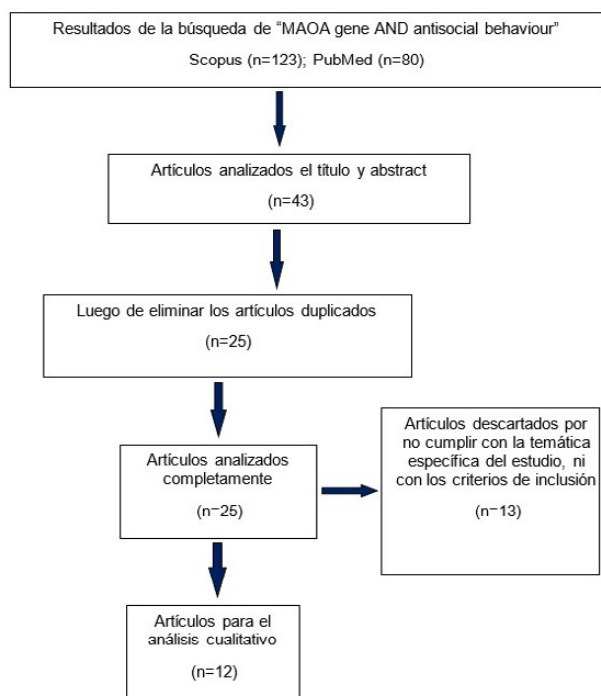 Resultados de la búsqueda de “MAOA gene AND antisocial behaviour”
Scopus (n=123); PubMed (n=80)
Artículos analizados el título y abstract
(n=43)
Luego de eliminar los artículos duplicados
(n=25)
Artículos analizados
completamente
(n=25)
Artículos descartados por
no cumplir con la temática
específica del estudio, ni
con los criterios de inclusión
(n=13)
Artículos para el
análisis cualitativo
(n=12)